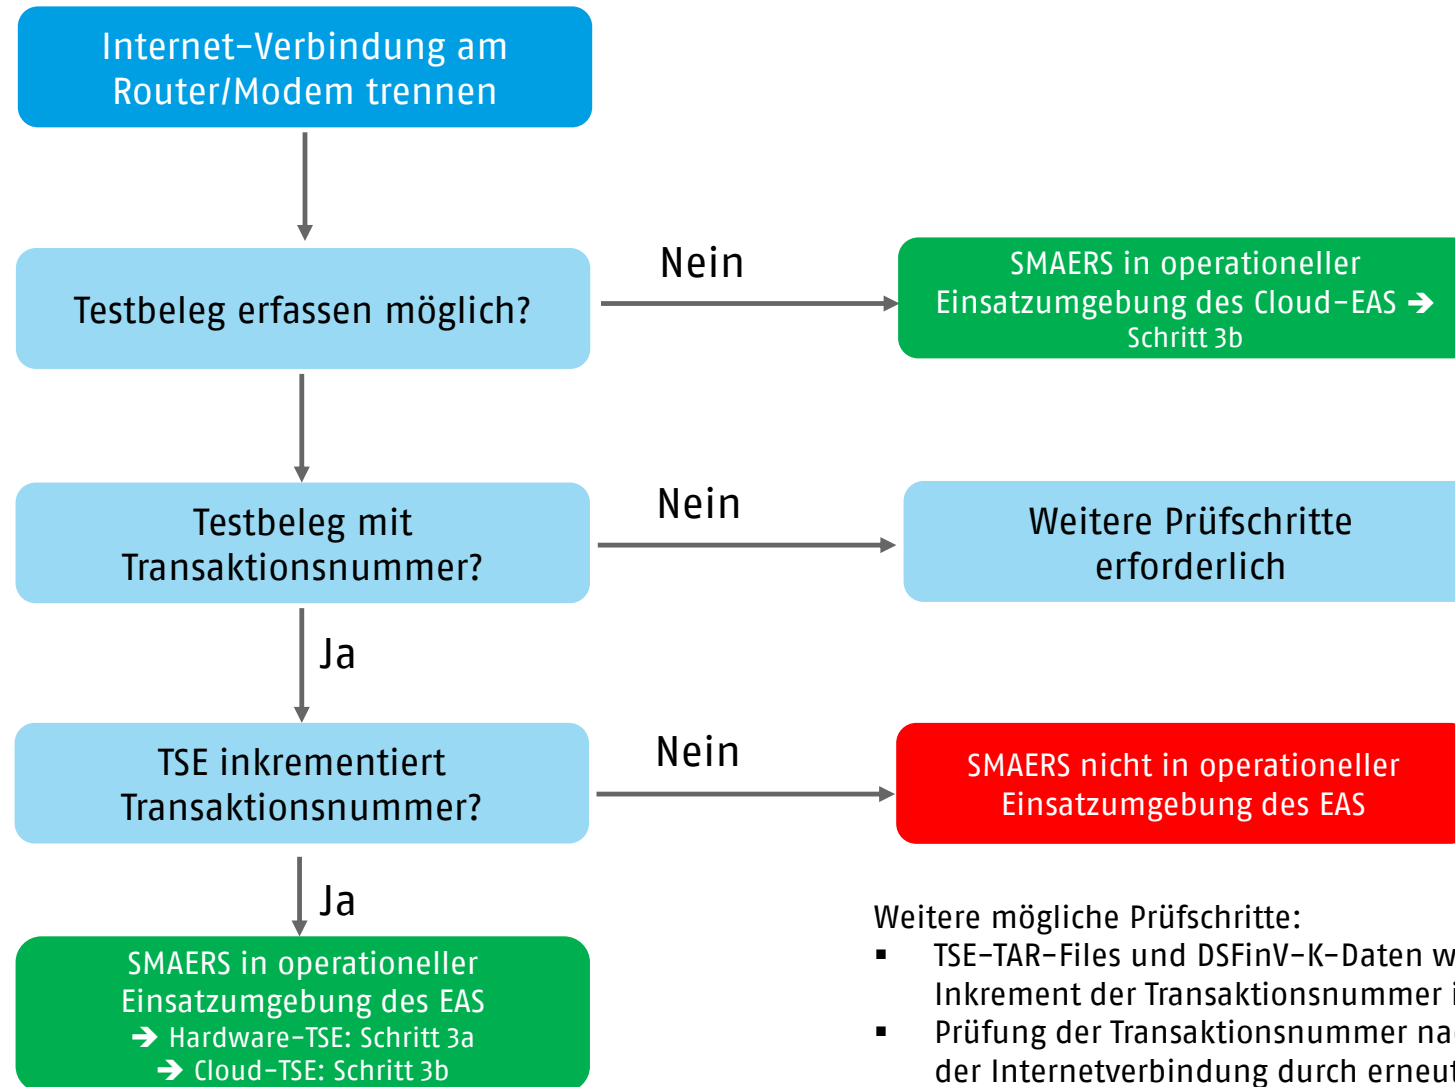 Internet-Verbindung am
Router/Modem trennen
Testbeleg erfassen möglich?
Nein
SMAERS in operationeller
Einsatzumgebung des Cloud-EAS ➔
Schritt 3b
Testbeleg mit
Transaktionsnummer?
Nein
Weitere Prüfschritte
erforderlich
Ja
TSE inkrementiert
Transaktionsnummer?
Nein
SMAERS nicht in operationeller
Einsatzumgebung des EAS
Ja
SMAERS in operationeller
Einsatzumgebung des EAS
➔ Hardware-TSE: Schritt 3a
➔ Cloud-TSE: Schritt 3b
Weitere mögliche Prüfschritte:
▪ TSE-TAR-Files und DSFinV-K-Daten
Inkrement der Transaktionsnummer
▪ Prüfung der Transaktionsnummer
der Internetverbindung durch